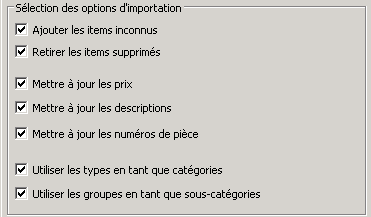 Sélection des options d'importation
Ajouter les items inconnus
Retirer les items supprimés
Mettre à jour les prix
Mettre à jour les descriptions
Mettre à jour les numéros de pièce
Utiliser les types en tant que catégories
Utiliser les groupes en tant que sous-catégories